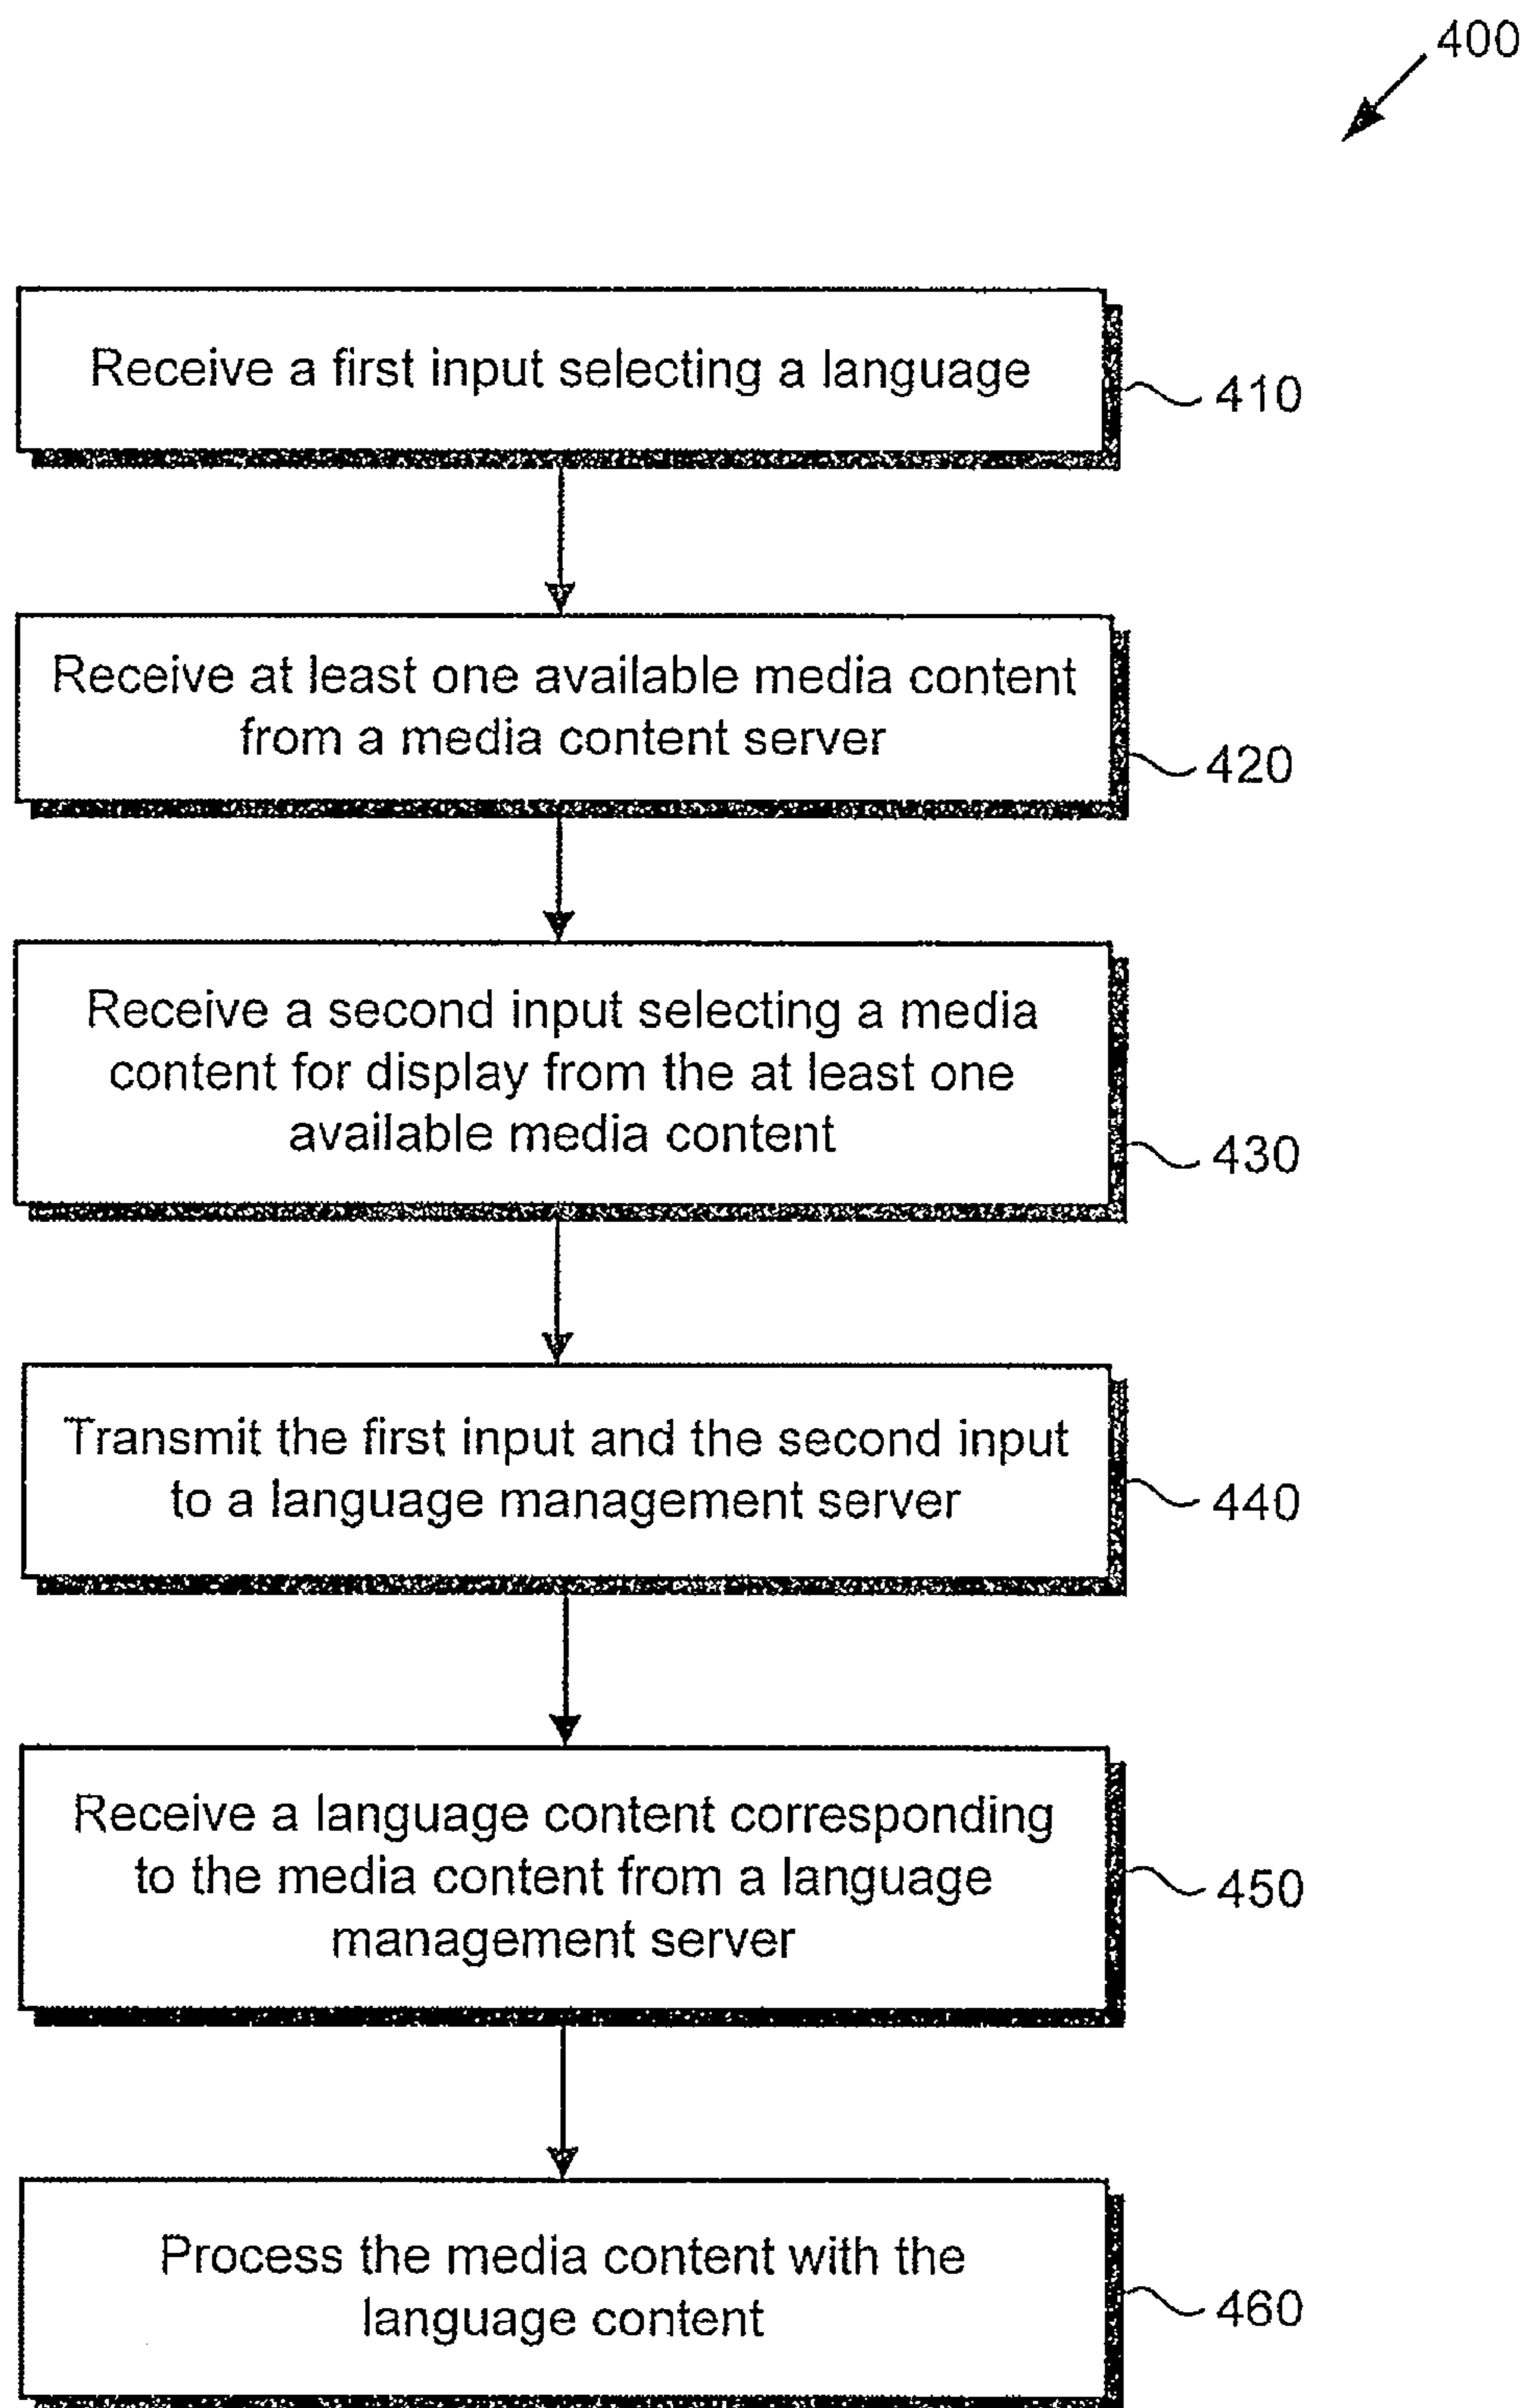 400
Receive a first input selecting a language
410
Receive at least one available media content
from a media content server
420
Receive a second input selecting a media
content for display from the at least one
available media content
430
Transmit the first input and the second input
to a language management server
440
Receive a language content corresponding
to the media content from a language
management server
450
Process the media content with the
language content
460